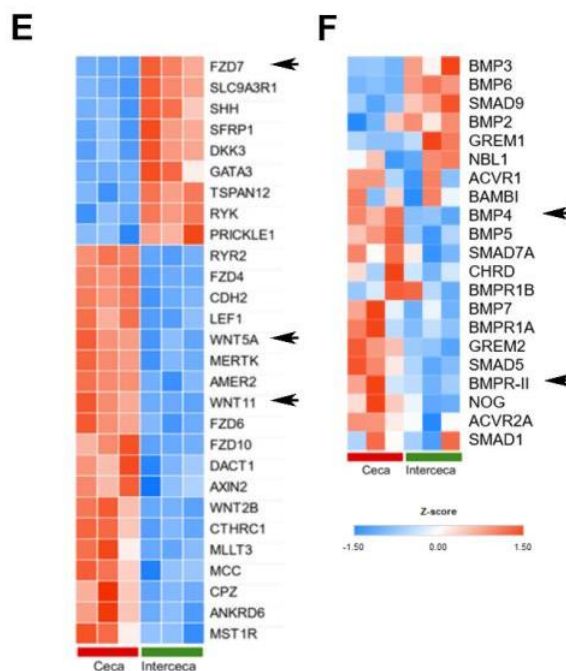 E
FZD7
SLC9A3R1
SHH
SFRP1
DKK3
GATA3
TSPAN12
RYK
PRICKLE1
RYR2
FZD4
CDH2
LEF1
WNT5A
MERTK
AMER2
WNT11
FZD6
FZD10
DACT1
AXIN2
WNT2B
CTHRC1
MLLT3
MCC
CPZ
ANKRD6
MST1R
Ceca Interceca
F
BMP3
BMP6
SMAD9
BMP2
GREM1
NBL1
ACVR1
BAMBI
BMP4
BMP5
SMAD7A
CHRD
BMPR1B
BMP7
BMPR1A
GREM2
SMAD5
BMPR-II
NOG
ACVR2A
SMAD1
Ceca Interceca
Z-score
-1.50 0.00 1.50